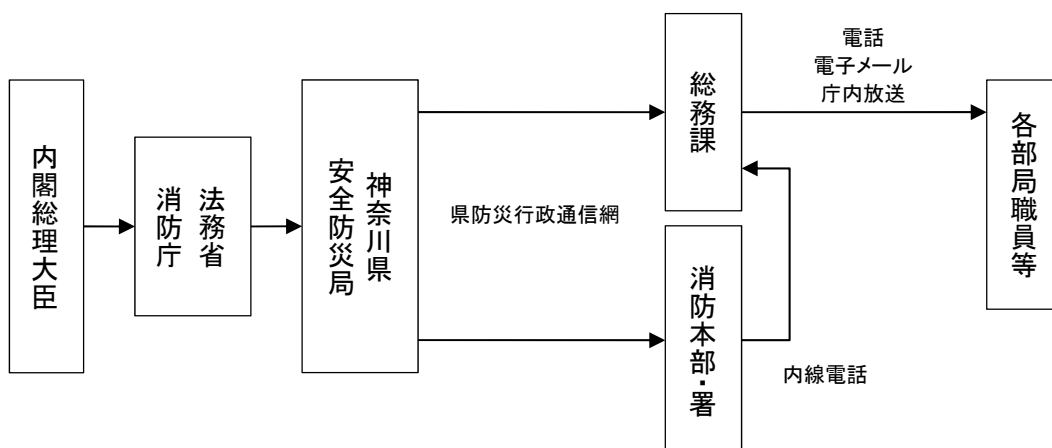 内閣総理大臣
法務省
消防庁
神奈川県
安全防災局
県防災行政通信網
総務課
消防本部・署
内線電話
電話
電子メール
庁内放送
各部局職員等